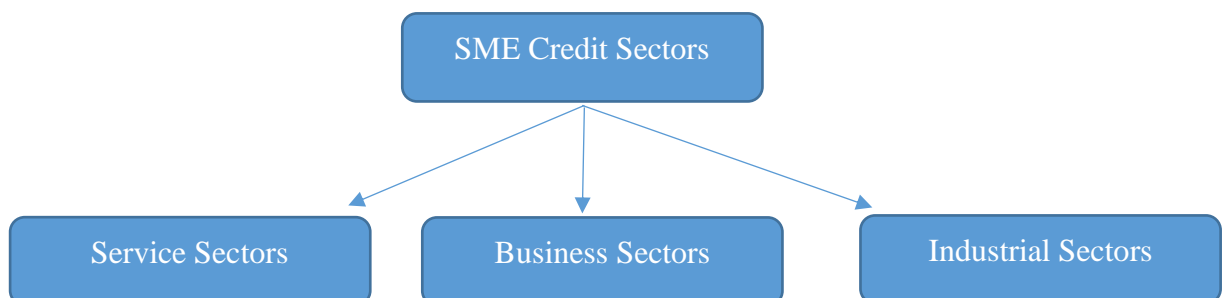 SME Credit Sectors
Service Sectors
Business Sectors
Industrial Sectors